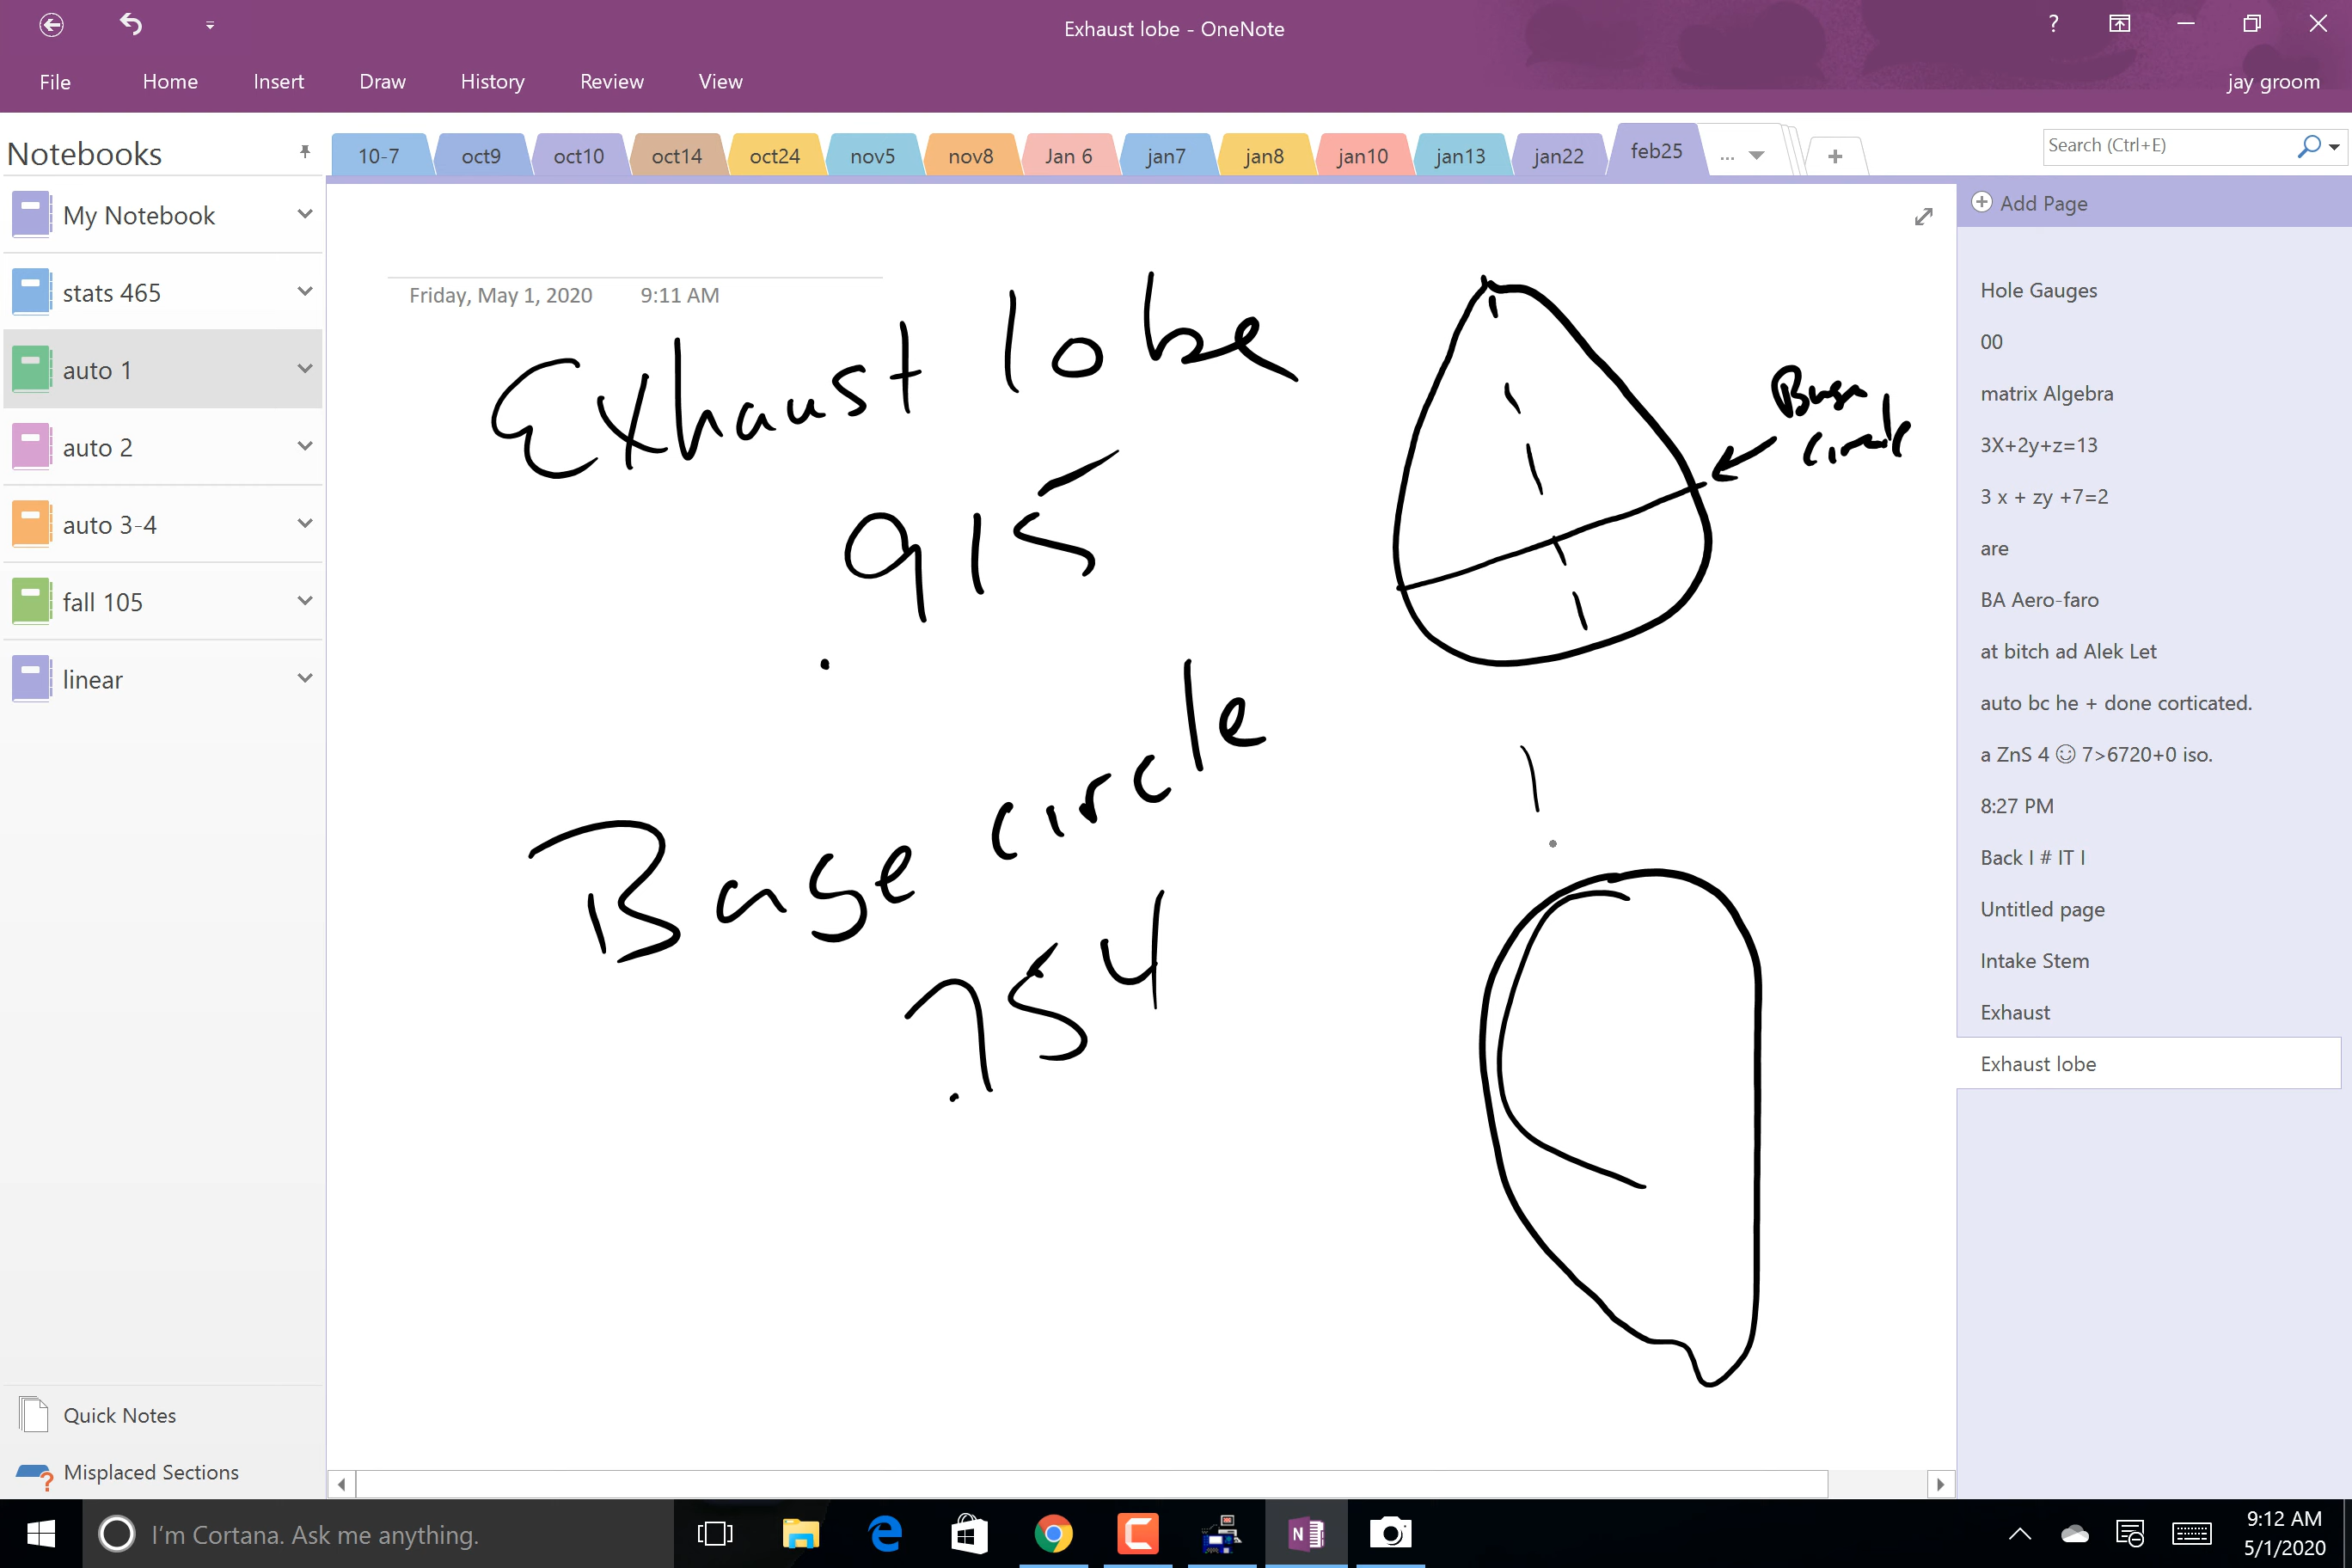 Exhaust lobe - OneNote
File Home Insert Draw History Review View
jay groom
Notebooks
10-7 oct9 oct10 oct14 oct24 nov5 nov8 Jan 6 jan7 jan8 jan10 jan13 jan22 feb25 ...
Search (Ctrl+E)
My Notebook
stats 465
auto 1
auto 2
auto 3-4
fall 105
linear
Quick Notes
Misplaced Sections
Friday, May 1, 2020 9:11 AM
Exhaust lobe
.915
Base circle
.754
Base
circle
Add Page
Hole Gauges
00
matrix Algebra
3X+2y+z=13
3 x + zy +7=2
are
BA Aero-faro
at bitch ad Alek Let
auto bc he + done corticated.
a ZnS 4 ☺ 7>6720+0 iso.
8:27 PM
Back I # IT I
Untitled page
Intake Stem
Exhaust
Exhaust lobe
I'm Cortana. Ask me anything.
9:12 AM
5/1/2020